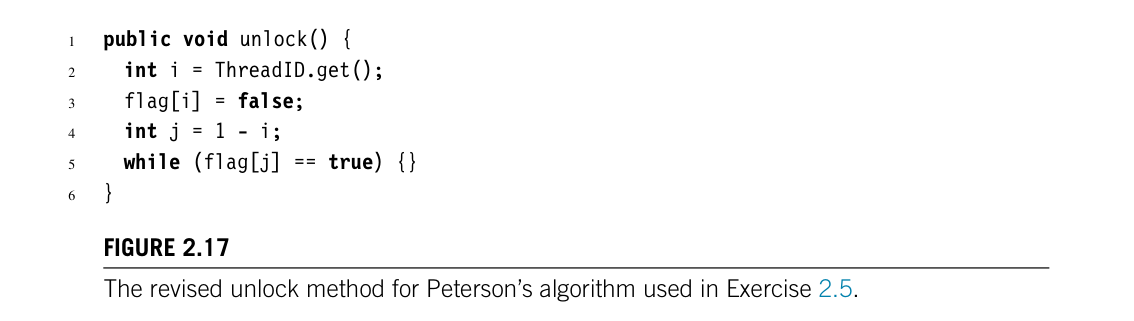 1 public void unlock() {
2 int i = ThreadID.get();
3 flag[i] = false;
4 int j = 1 - i;
5 while (flag[j] == true) {}
6 }
FIGURE 2.17
The revised unlock method for Peterson’s algorithm used in Exercise 2.5.